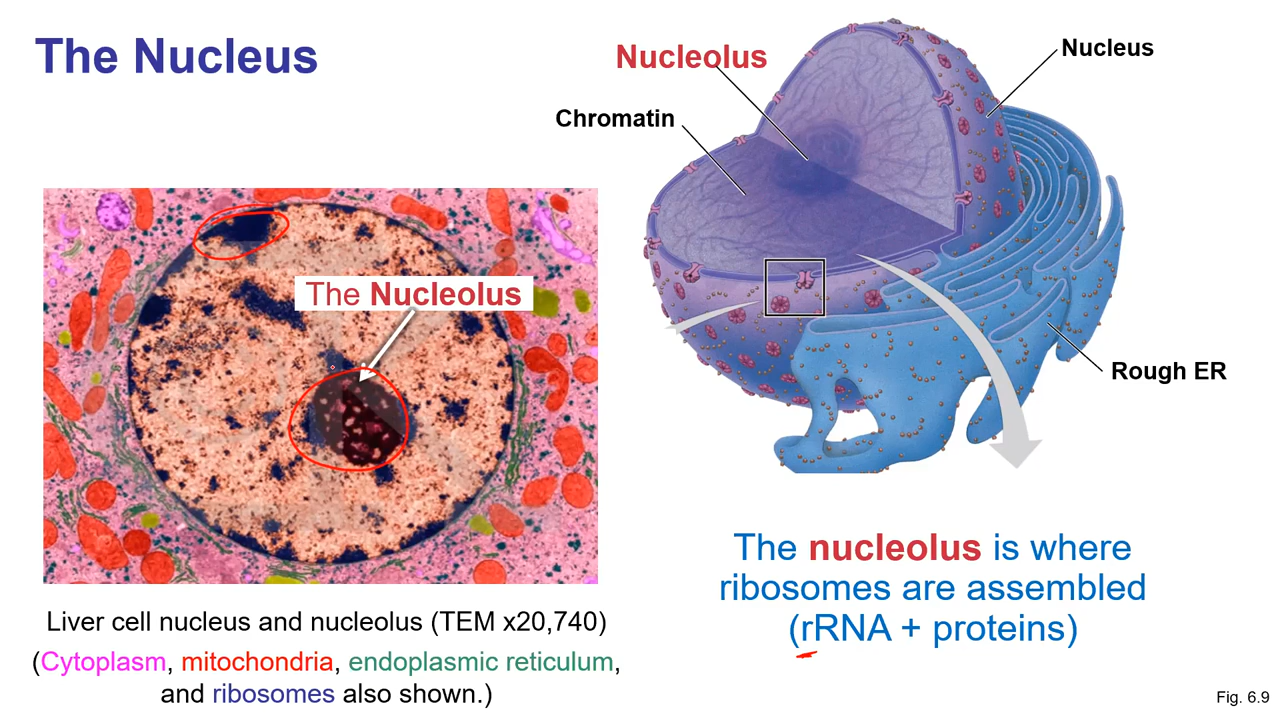 The Nucleus
Nucleolus
Nucleus
Chromatin
The Nucleolus
Rough ER
The nucleolus is where
ribosomes are assembled
(rRNA + proteins)
Liver cell nucleus and nucleolus (TEM x20,740)
(Cytoplasm, mitochondria, endoplasmic reticulum,
and ribosomes also shown.)
Fig. 6.9